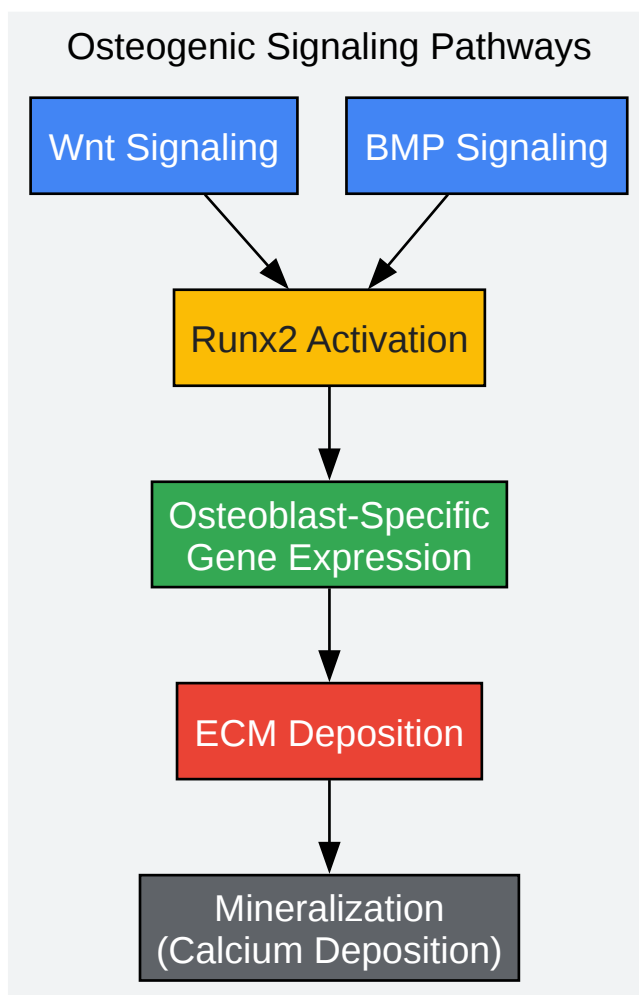 Osteogenic Signaling Pathways
Wnt Signaling
BMP Signaling
Runx2 Activation
Osteoblast-Specific
Gene Expression
ECM Deposition
Mineralization
(Calcium Deposition)